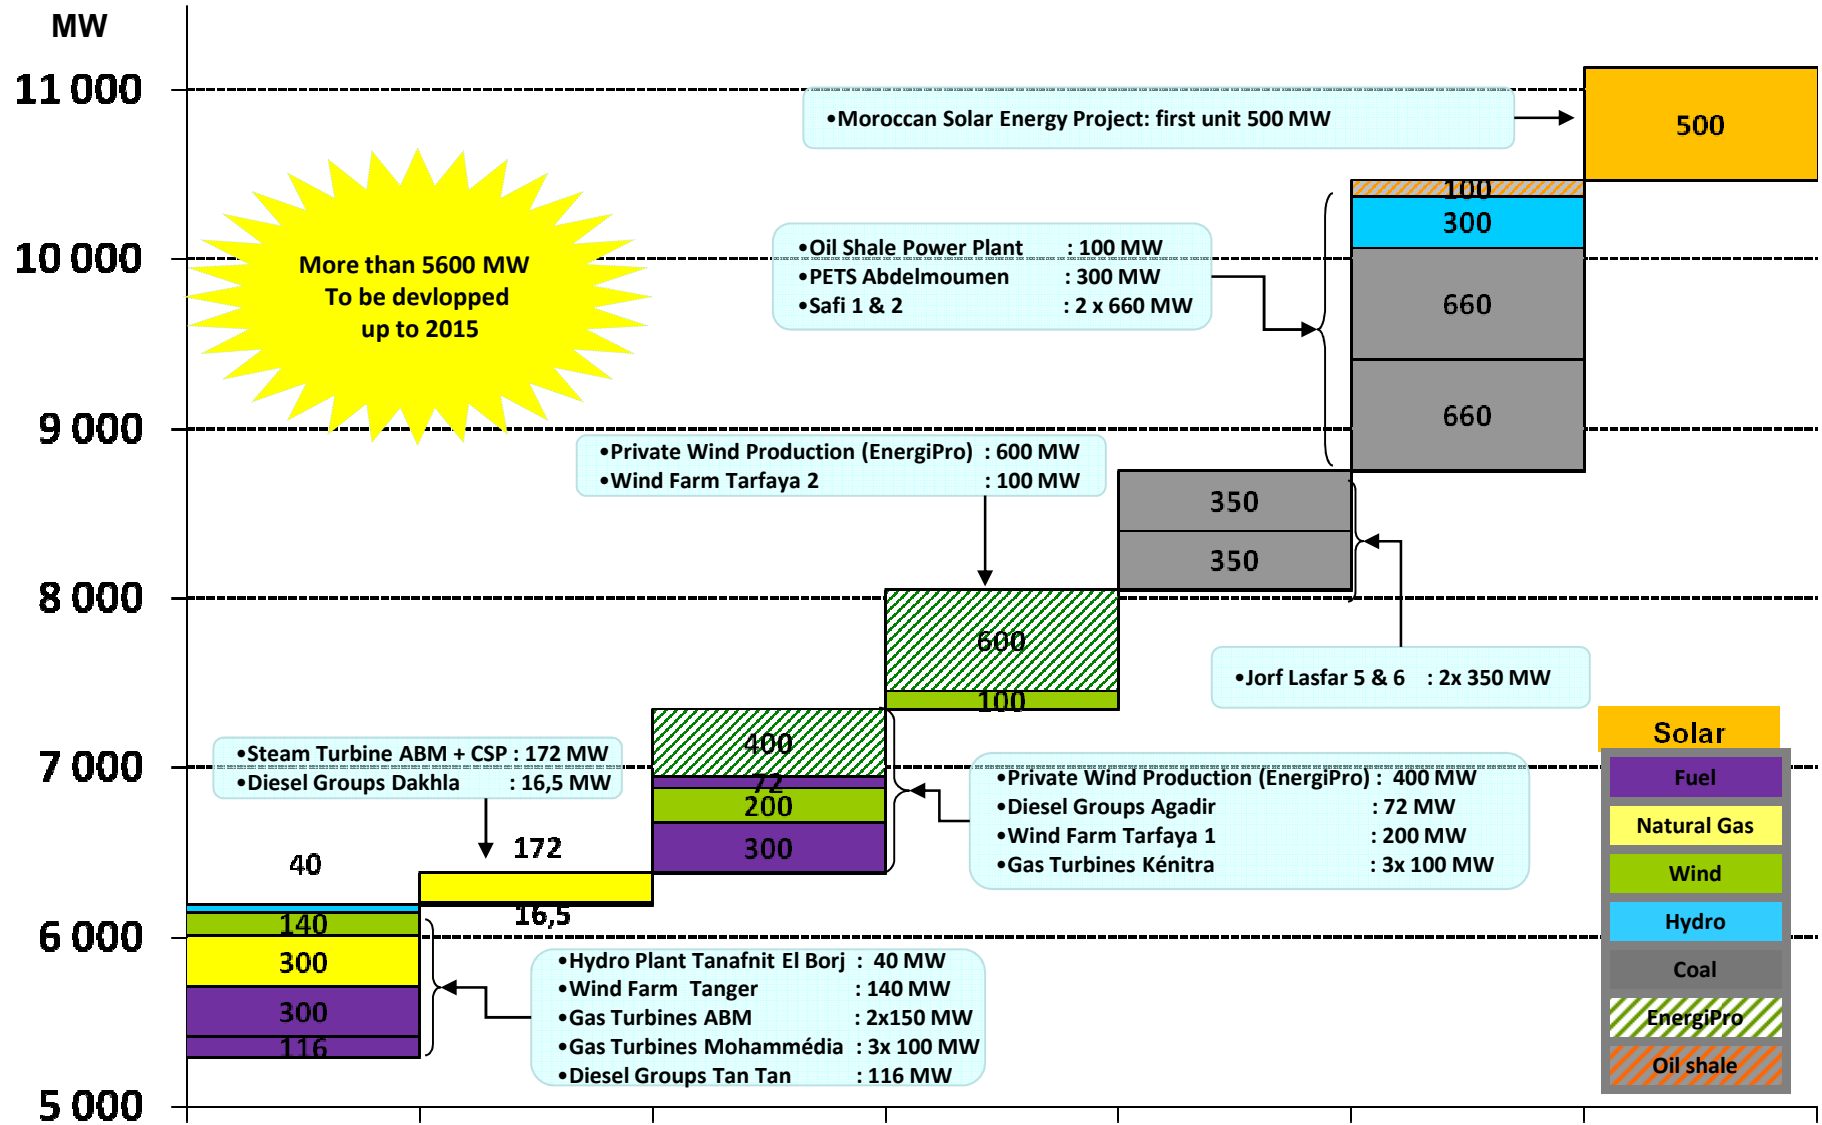 MW
11 000
•Moroccan Solar Energy Project: first unit 500 MW
500
More than 5600 MW
To be devlopped
up to 2015
100
300
660
660
•Oil Shale Power Plant : 100 MW
•PETS Abdelmoumen : 300 MW
•Safi 1 & 2 : 2 x 660 MW
10 000
9 000
•Private Wind Production (EnergiPro) : 600 MW
•Wind Farm Tarfaya 2 : 100 MW
350
350
8 000
600
100
•Jorf Lasfar 5 & 6 : 2x 350 MW
•Steam Turbine ABM + CSP : 172 MW
•Diesel Groups Dakhla : 16,5 MW
7 000
400
72
200
300
•Private Wind Production (EnergiPro) : 400 MW
•Diesel Groups Agadir : 72 MW
•Wind Farm Tarfaya 1 : 200 MW
•Gas Turbines Kénitra : 3x 100 MW
172
16,5
40
140
300
300
116
6 000
•Hydro Plant Tanafnit El Borj : 40 MW
•Wind Farm Tanger : 140 MW
•Gas Turbines ABM : 2x150 MW
•Gas Turbines Mohammédia : 3x 100 MW
•Diesel Groups Tan Tan : 116 MW
5 000
Solar
Fuel
Natural Gas
Wind
Hydro
Coal
EnergiPro
Oil shale